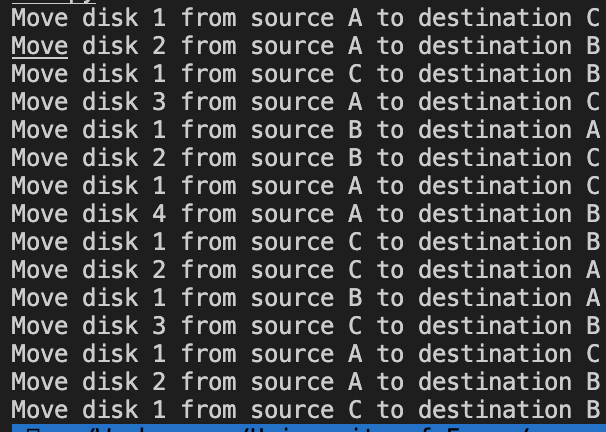 Move disk 1 from source A to destination C
Move disk 2 from source A to destination B
Move disk 1 from source C to destination B
Move disk 3 from source A to destination C
Move disk 1 from source B to destination A
Move disk 2 from source B to destination C
Move disk 1 from source A to destination C
Move disk 4 from source A to destination B
Move disk 1 from source C to destination B
Move disk 2 from source C to destination A
Move disk 1 from source B to destination A
Move disk 3 from source C to destination B
Move disk 1 from source A to destination C
Move disk 2 from source A to destination B
Move disk 1 from source C to destination B